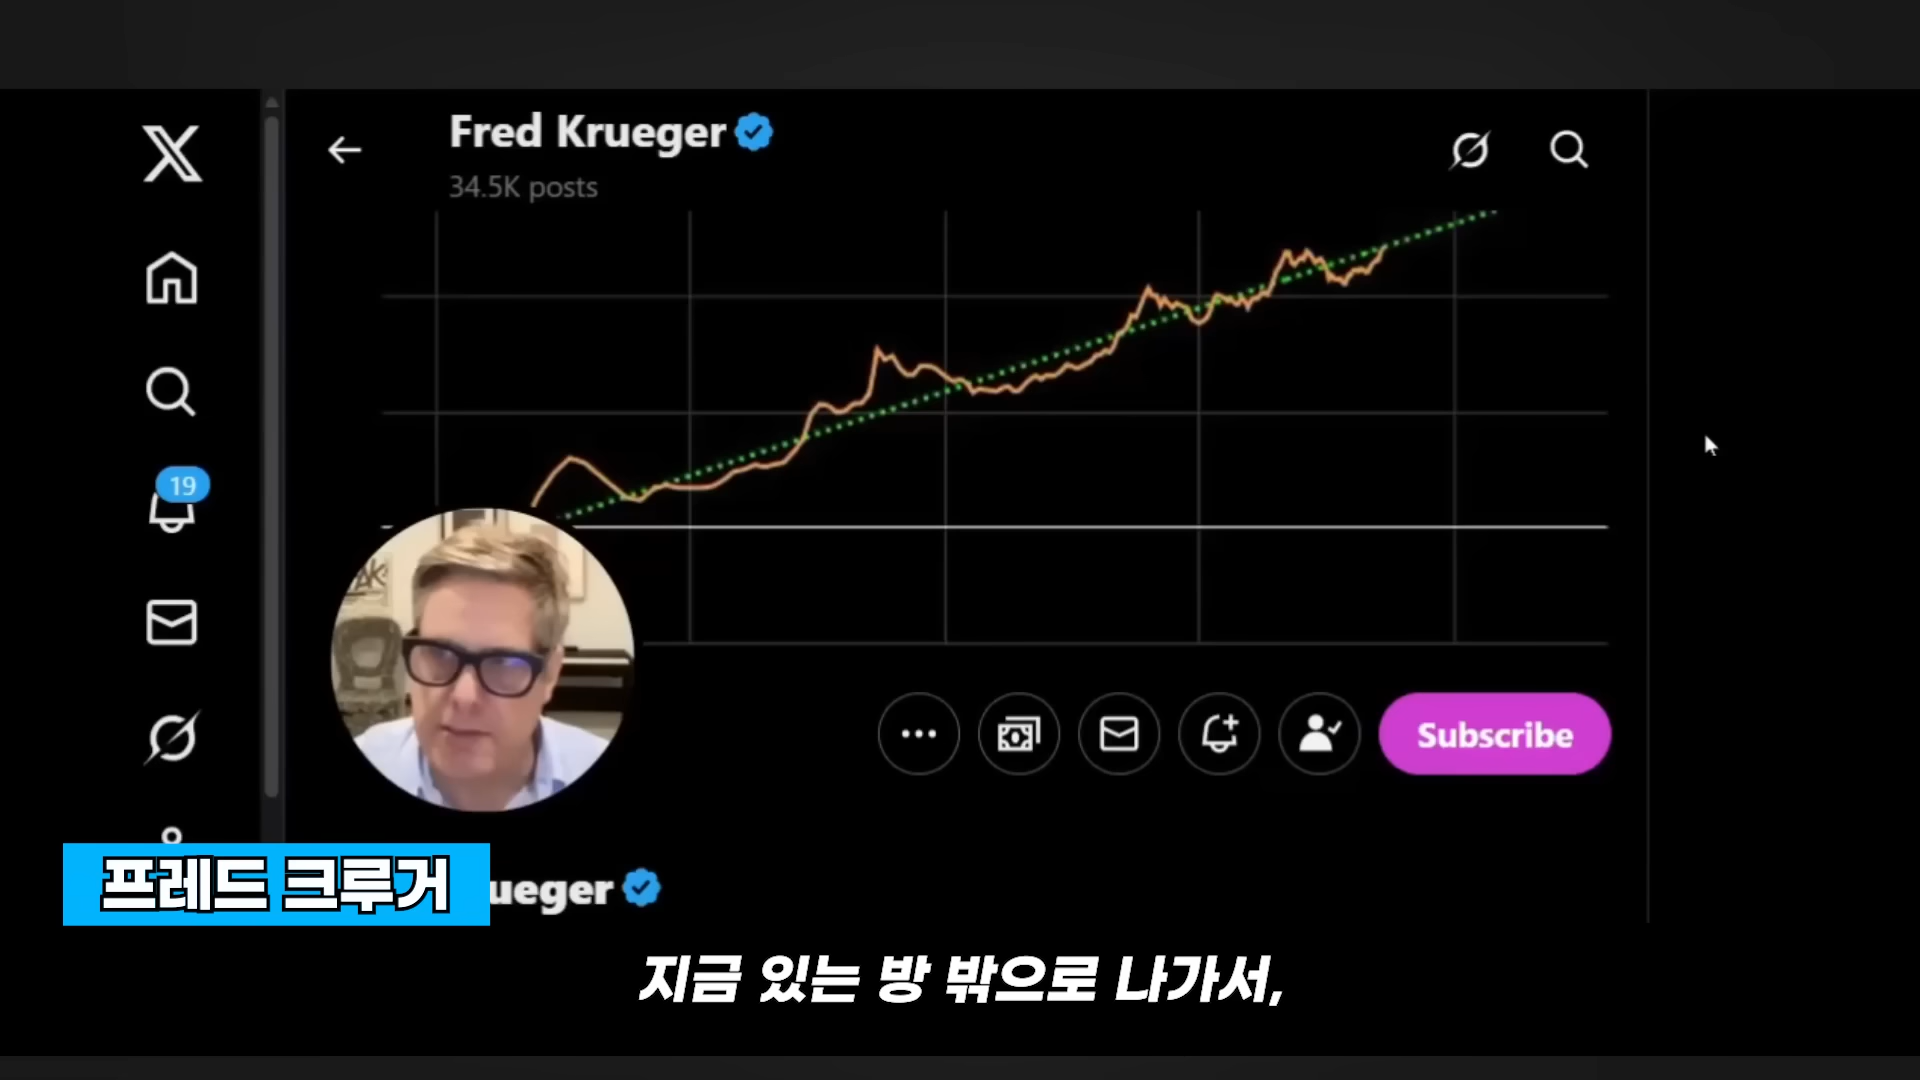 Fred Krueger
34.5K posts
19
Subscribe
프레드 크루거
ueger
지금 있는 방 밖으로 나가서,